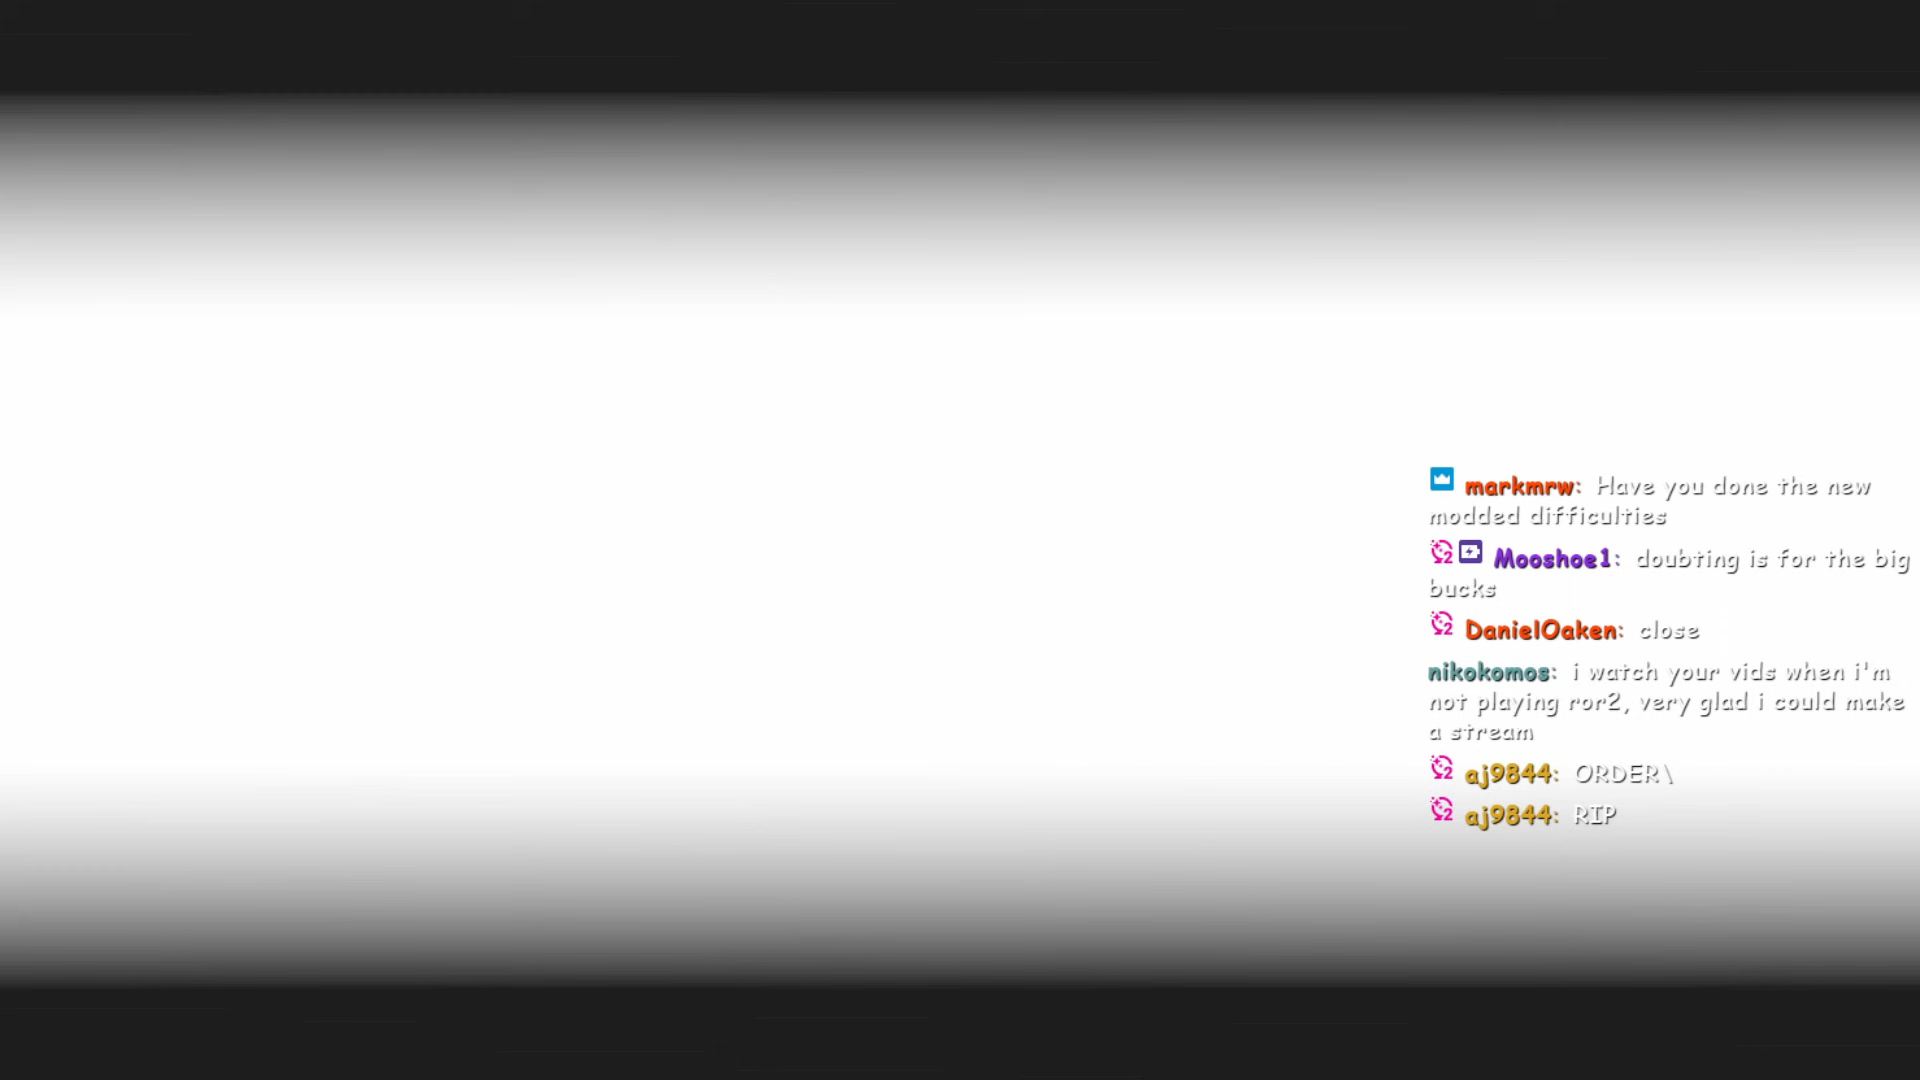 markmrw: Have you done the new
modded difficulties
Mooshoe1: doubting is for the big
bucks
DanielOaken: close
nikokomos: i watch your vids when i'm
not playing ror2, very glad i could make
a stream
aj9844: ORDER\
aj9844: RIP